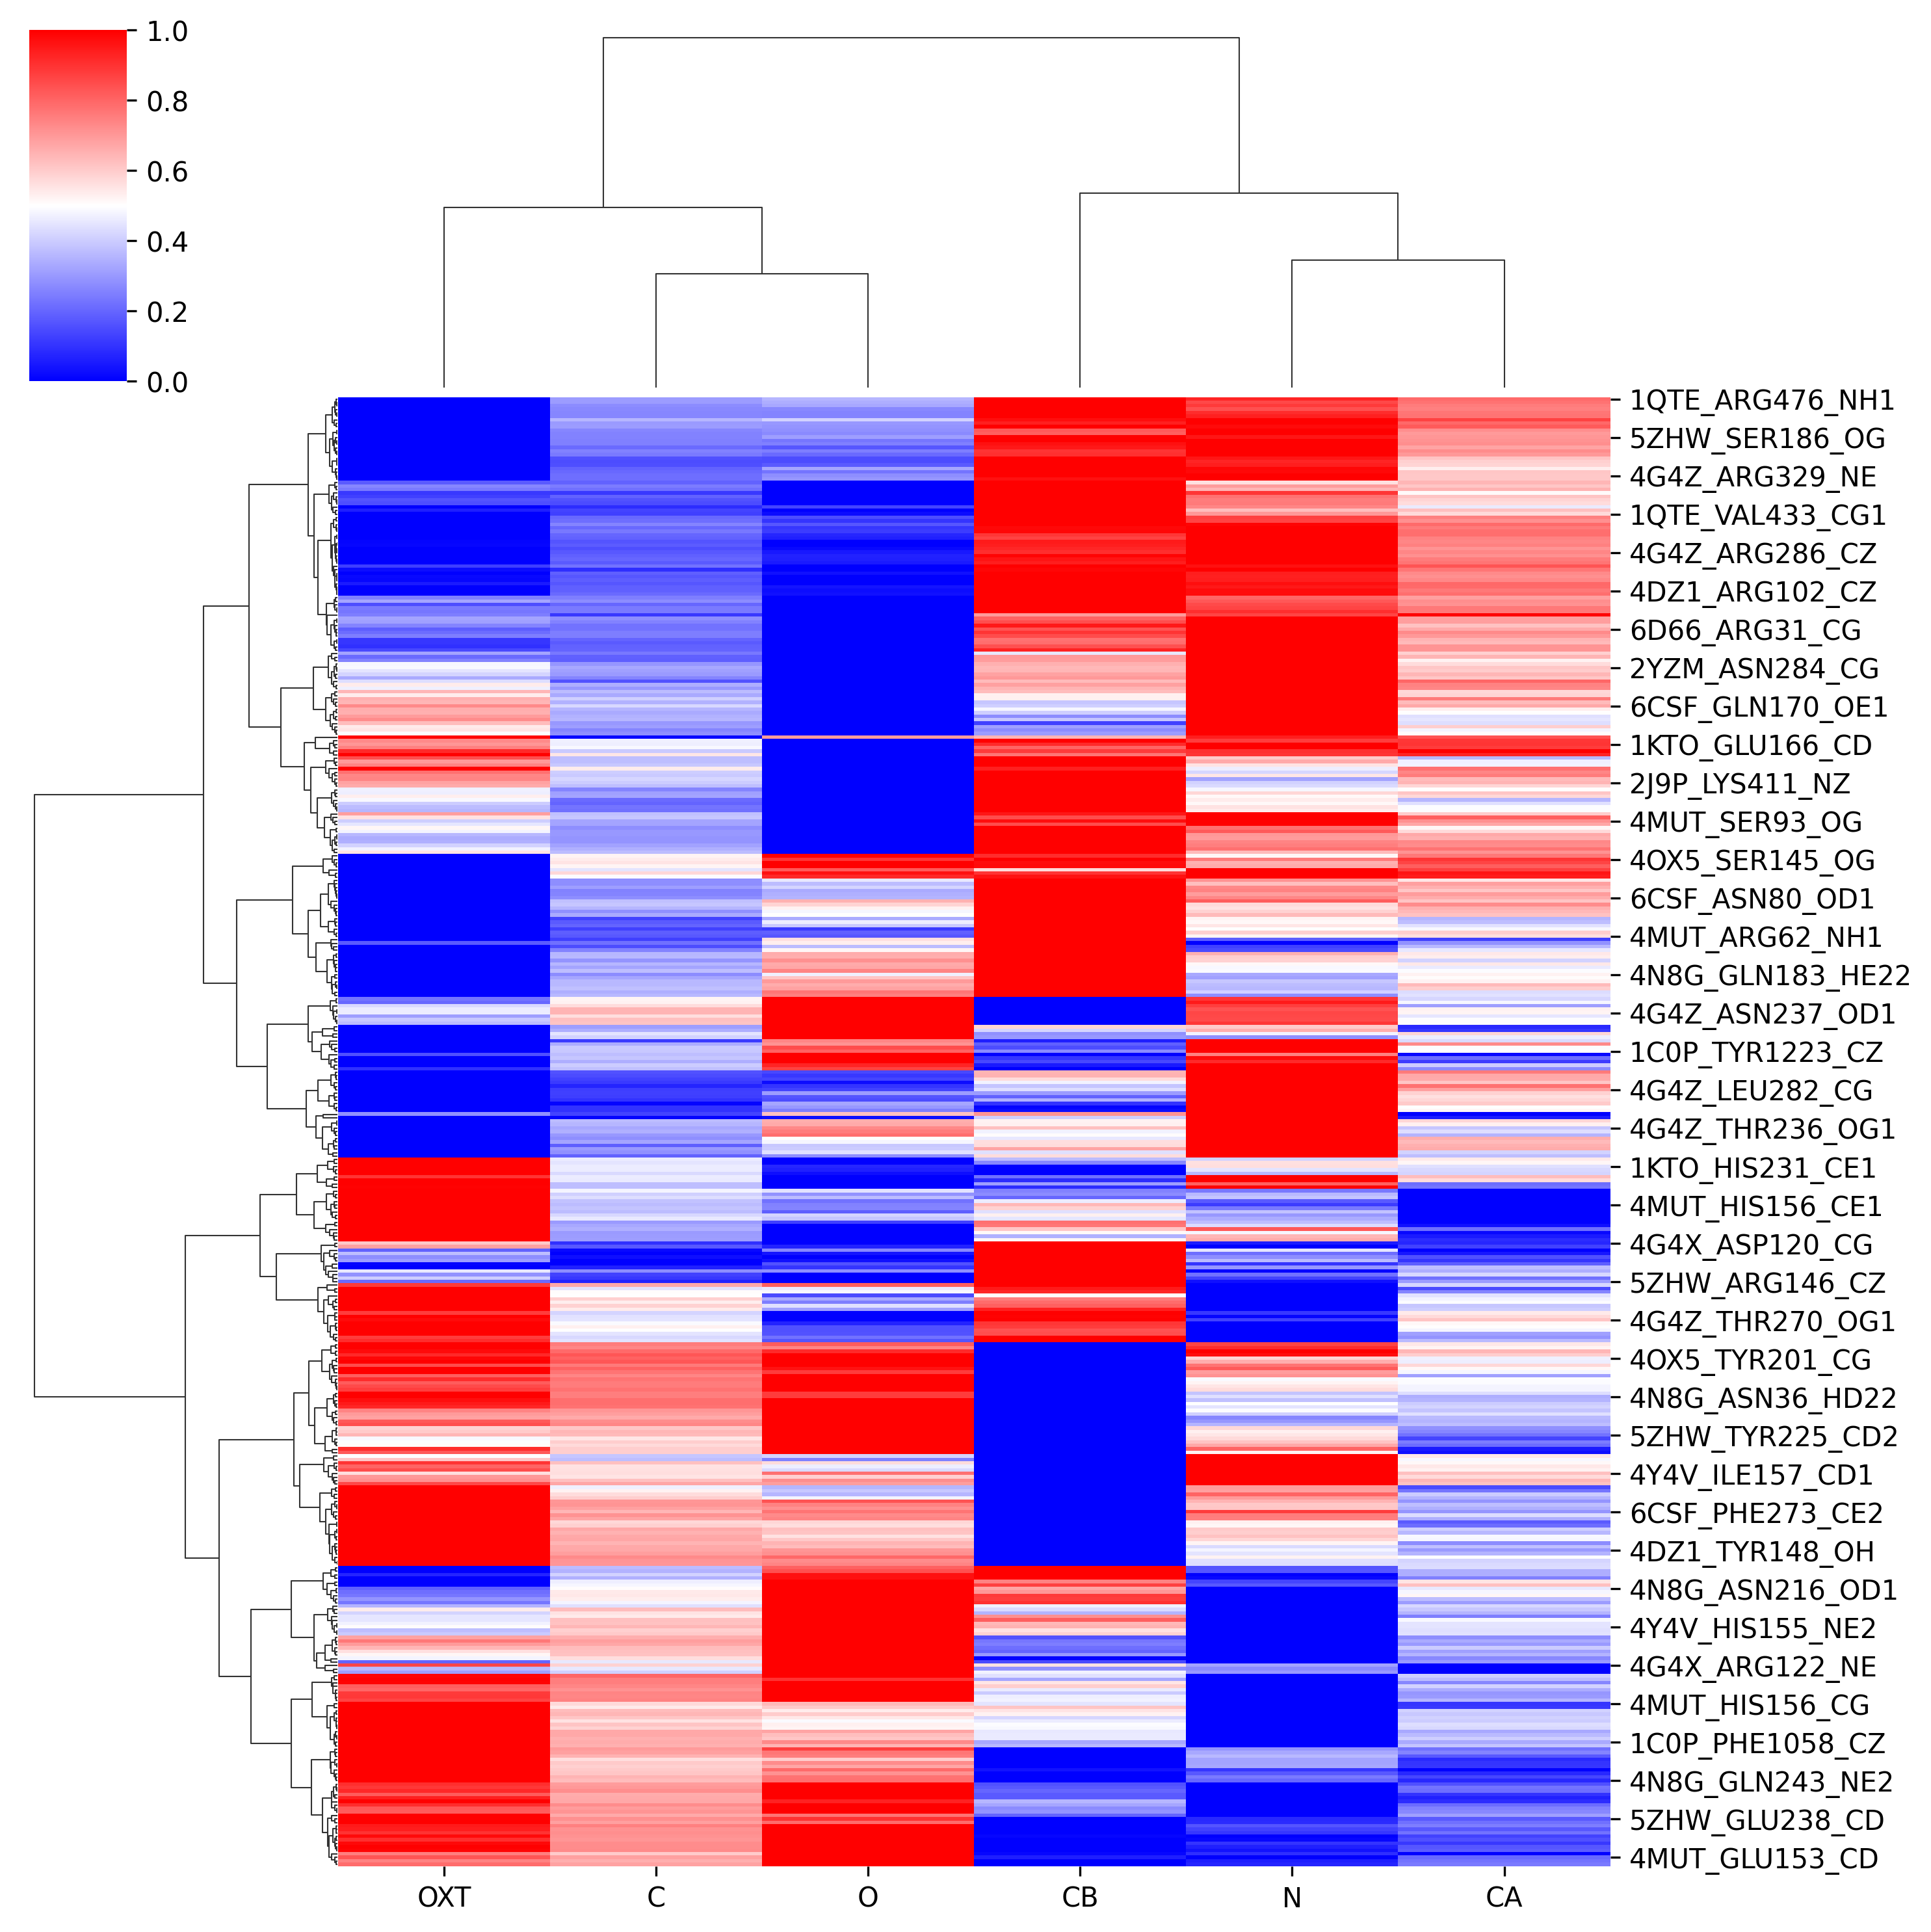 1.0
0.8
0.6
0.4
0.2
0.0
1QTE_ARG476_NH1
5ZHW_SER186_OG
4G4Z_ARG329_NE
1QTE_VAL433_CG1
4G4Z_ARG286_CZ
4DZ1_ARG102_CZ
6D66_ARG31_CG
2YZM_ASN284_CG
6CSF_GLN170_OE1
1KTO_GLU166_CD
2J9P_LYS411_NZ
4MUT_SER93_OG
4OX5_SER145_OG
6CSF_ASN80_OD1
4MUT_ARG62_NH1
4N8G_GLN183_HE22
4G4Z_ASN237_OD1
1C0P_TYR1223_CZ
4G4Z_LEU282_CG
4G4Z_THR236_OG1
1KTO_HIS231_CE1
4MUT_HIS156_CE1
4G4X_ASP120_CG
5ZHW_ARG146_CZ
4G4Z_THR270_OG1
4OX5_TYR201_CG
4N8G_ASN36_HD22
5ZHW_TYR225_CD2
4Y4V_ILE157_CD1
6CSF_PHE273_CE2
4DZ1_TYR148_OH
4N8G_ASN216_OD1
4Y4V_HIS155_NE2
4G4X_ARG122_NE
4MUT_HIS156_CG
1C0P_PHE1058_CZ
4N8G_GLN243_NE2
5ZHW_GLU238_CD
4MUT_GLU153_CD
OXT C O CB N CA